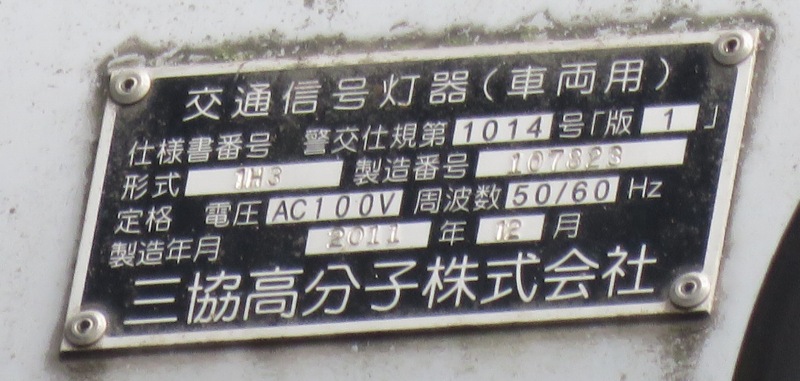 交通信号灯器(車両用)
仕様書番号 警交仕規第 1014 号「版 1 」
形式 1H3 製造番号 107323
定格 電圧 AC100V 周波数 50/60 Hz
製造年月 2011 年 12 月
三協高分子株式会社